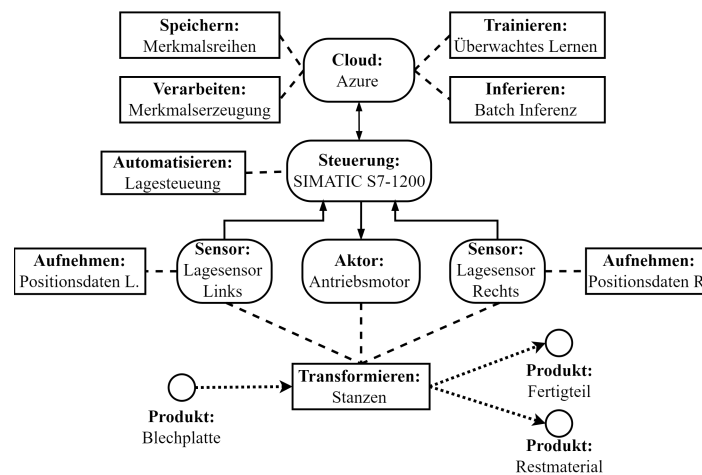 Speichern:
Merkmalsreihen
Trainieren:
Überwachtes Lernen
Cloud:
Azure
Verarbeiten:
Merkmalserzeugung
Inferieren:
Batch Inferenz
Automatisieren:
Lagesteueung
Steuerung:
SIMATIC S7-1200
Aufnehmen:
Positionsdaten L.
Sensor:
Lagesensor
Links
Aktor:
Antriebsmotor
Sensor:
Lagesensor
Rechts
Aufnehmen:
Positionsdaten R
Transformieren:
Stanzen
Produkt:
Blechplatte
Produkt:
Fertigteil
Produkt:
Restmaterial